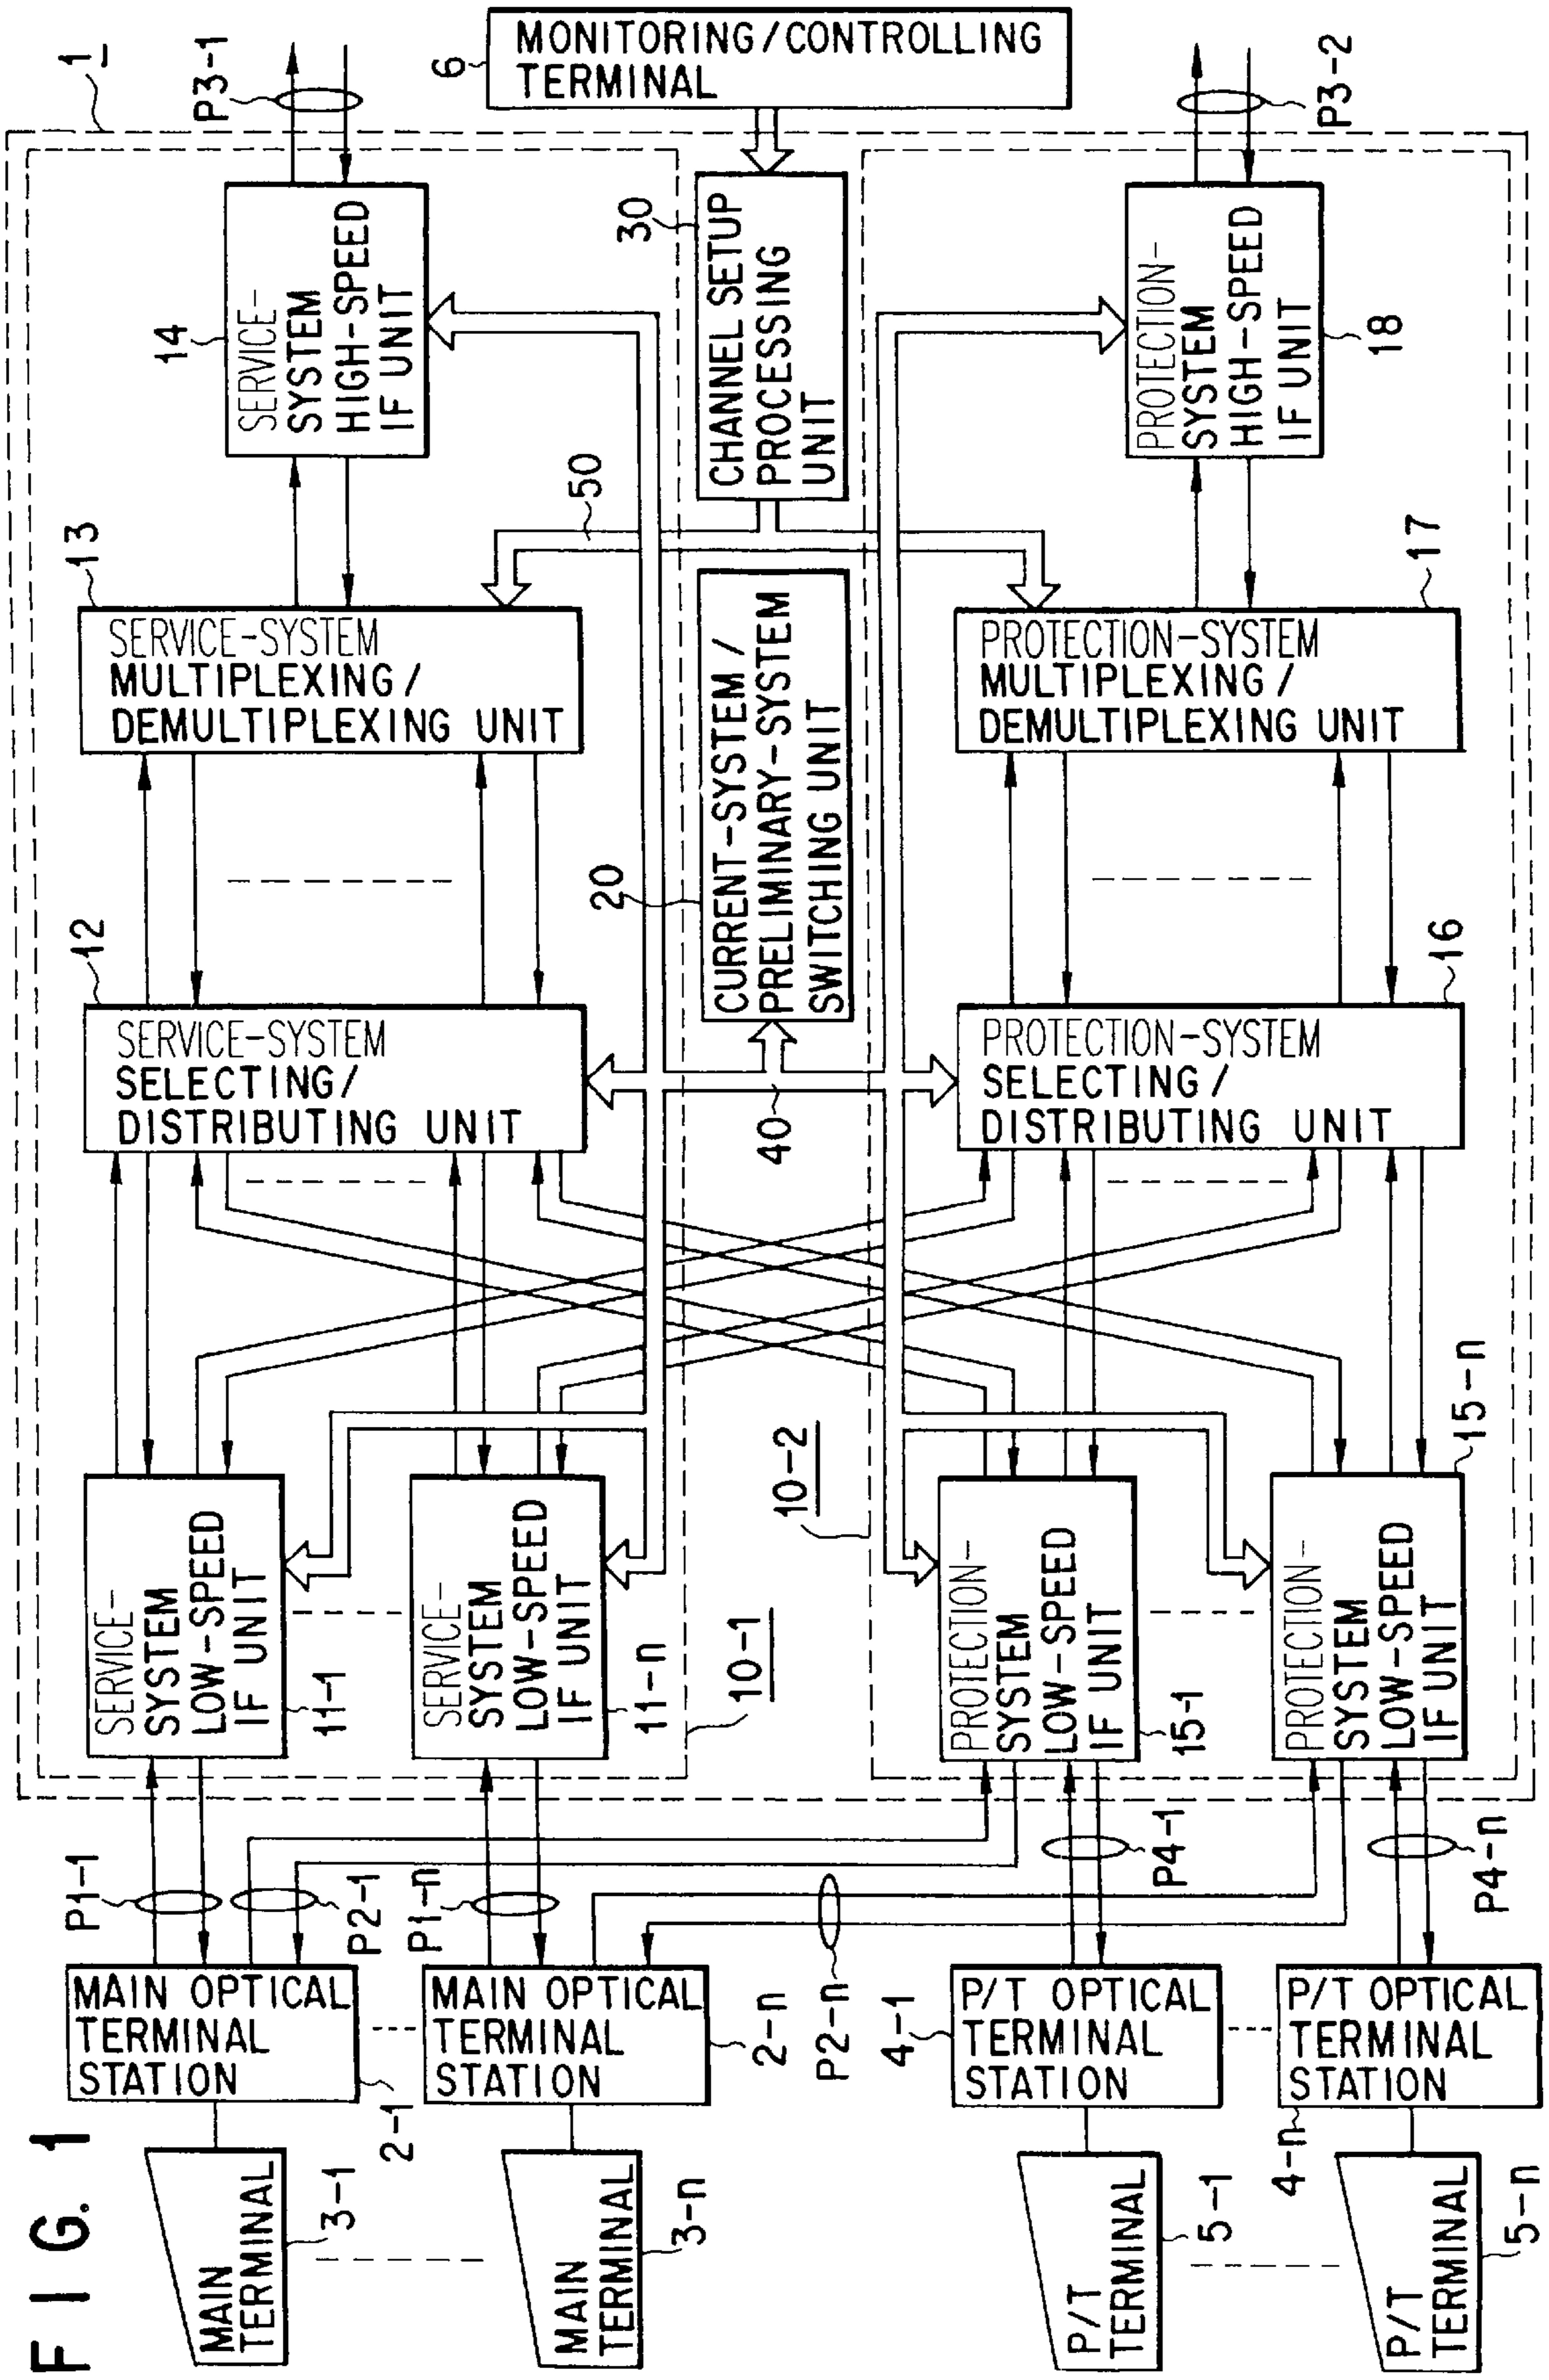 FIG. 1
MAIN
TERMINAL
3-1
MAIN
TERMINAL
3-n
P/T
TERMINAL
5-1
P/T
TERMINAL
5-n
MAIN OPTICAL
TERMINAL
STATION
2-1
MAIN OPTICAL
TERMINAL
STATION
2-n
P/T OPTICAL
TERMINAL
STATION
4-1
P/T OPTICAL
TERMINAL
STATION
4-n
P1-1
P2-1
P1-n
P2-n
P4-1
P4-n
SERVICE-
SYSTEM
LOW-SPEED
IF UNIT
11-1
SERVICE-
SYSTEM
LOW-SPEED
IF UNIT
11-n
10-1
10-2
PROTECTION-
SYSTEM
LOW-SPEED
IF UNIT
15-1
PROTECTION-
SYSTEM
LOW-SPEED
IF UNIT
15-n
12
SERVICE-SYSTEM
SELECTING/
DISTRIBUTING UNIT
40
16
PROTECTION-SYSTEM
SELECTING/
DISTRIBUTING UNIT
20
CURRENT-SYSTEM/
PRELIMINARY-SYSTEM
SWITCHING UNIT
13
SERVICE-SYSTEM
MULTIPLEXING/
DEMULTIPLEXING UNIT
50
17
PROTECTION-SYSTEM
MULTIPLEXING/
DEMULTIPLEXING UNIT
14
SERVICE-
SYSTEM
HIGH-SPEED
IF UNIT
30
CHANNEL SETUP
PROCESSING
UNIT
PROTECTION-
SYSTEM
HIGH-SPEED
IF UNIT
18
1
P3-1
6
MONITORING/CONTROLLING
TERMINAL
P3-2